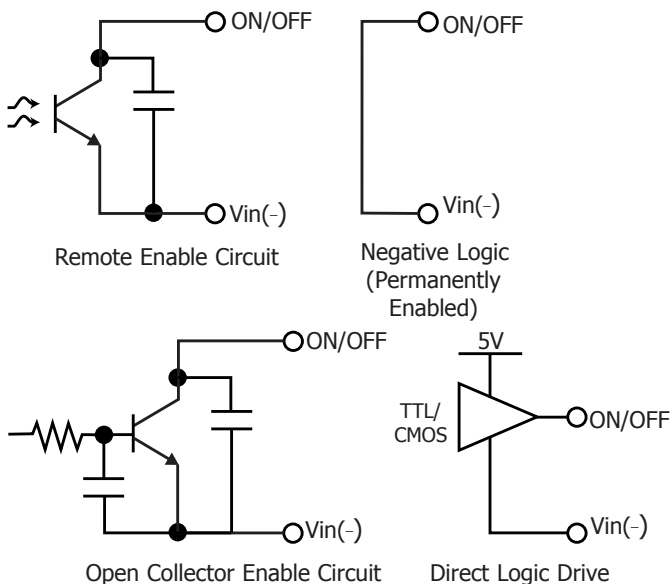 ON/OFF
Vin(-)
Remote Enable Circuit
ON/OFF
Vin(-)
Negative Logic
(Permanently
Enabled)
ON/OFF
Vin(-)
Open Collector Enable Circuit
5V
TTL/
CMOS
ON/OFF
Vin(-)
Direct Logic Drive